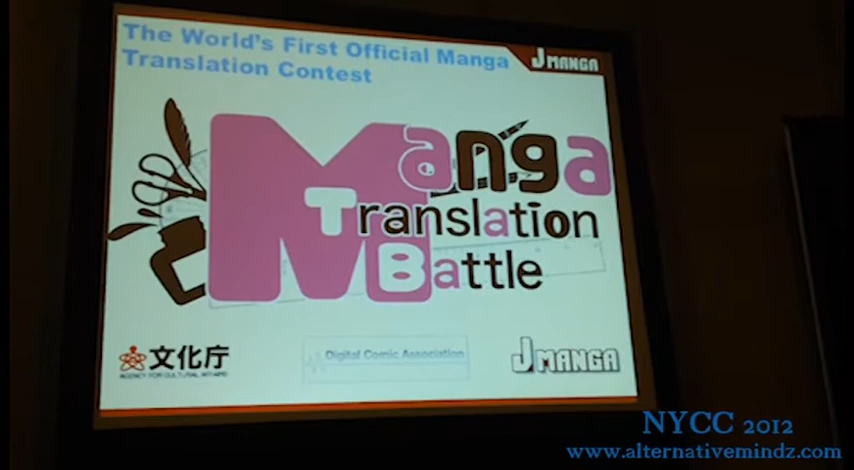 The World's First Official Manga
Translation Contest
JMANGA
Manga
Translation
Battle
文化庁
AGENCY FOR CULTURAL AFFAIRS
Digital Comic Association
JMANGA
NYCC 2012
www.alternativemindz.com